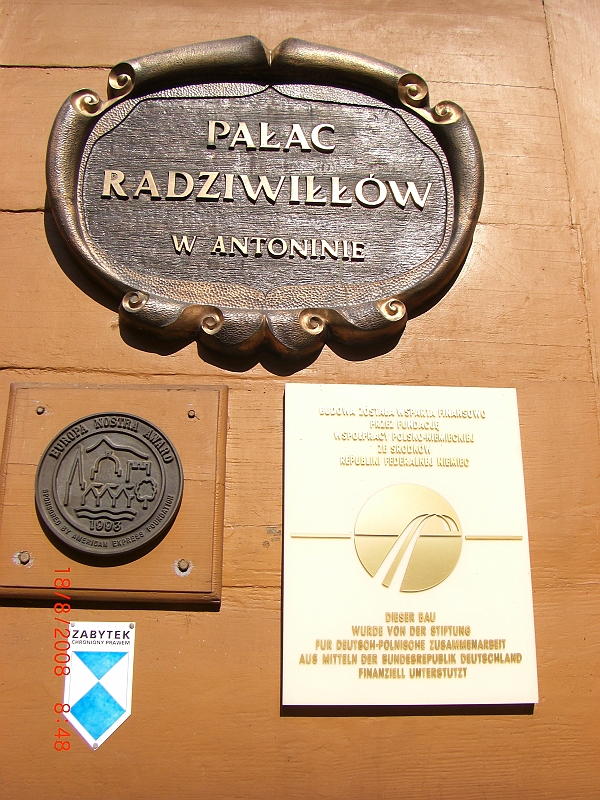 PAŁAC
RADZIWIŁŁÓW
W ANTONINIE
EUROPA NOSTRA AWARD
1993
SPONSORED BY AMERICAN EXPRESS FOUNDATION
BUDOWA ZOSTAŁA WSPARTA FINANSOWO
PRZEZ FUNDACJĘ
WSPÓŁPRACY POLSKO-NIEMIECKIEJ
ZE ŚRODKÓW
REPUBLIKI FEDERALNEJ NIEMIEC
DIESER BAU
WURDE VON DER STIFTUNG
FUR DEUTSCH-POLNISCHE ZUSAMMENARBEIT
AUS MITTELN DER BUNDESREPUBLIK DEUTSCHLAND
FINANZIELL UNTERSTUTZT
ZABYTEK
CHRONIONY PRAWEM
18/8/2008 8:48